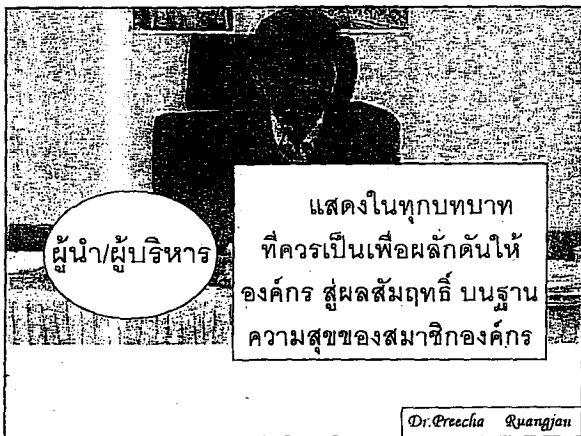 ผู้นำ/ผู้บริหาร
แสดงในทุกบทบาท
ที่ควรเป็นเพื่อผลักดันให้
องค์กร สู่ผลสัมฤทธิ์ บนฐาน
ความสุขของสมาชิกองค์กร
Dr.Preecha Ruangjan